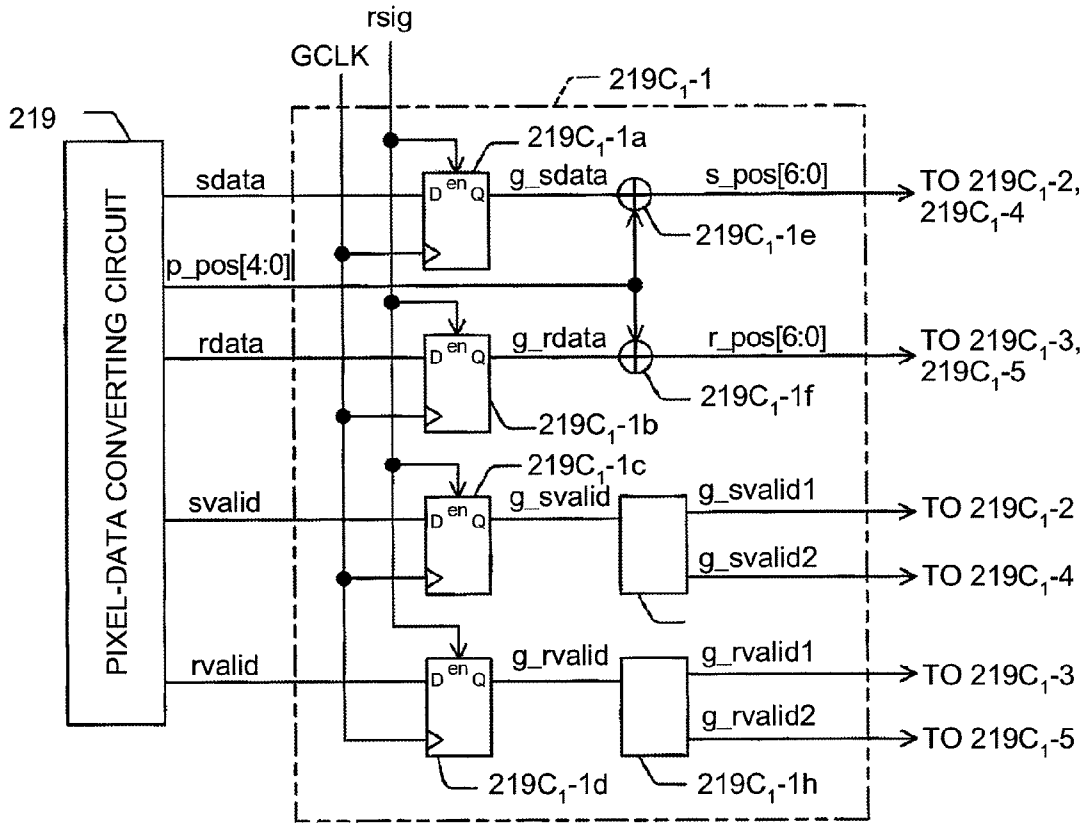 rsig
GCLK
219C₁-1
219
219C₁-1a
sdata
D en Q
g_sdata
s_pos[6:0]
TO 219C₁-2,
219C₁-4
219C₁-1e
p_pos[4:0]
rdata
D en Q
g_rdata
r_pos[6:0]
TO 219C₁-3,
219C₁-5
219C₁-1f
219C₁-1b
219C₁-1c
svalid
D en Q
g_svalid
g_svalid1
TO 219C₁-2
g_svalid2
TO 219C₁-4
rvalid
D en Q
g_rvalid
g_rvalid1
TO 219C₁-3
g_rvalid2
TO 219C₁-5
219C₁-1d
219C₁-1h
PIXEL-DATA CONVERTING CIRCUIT